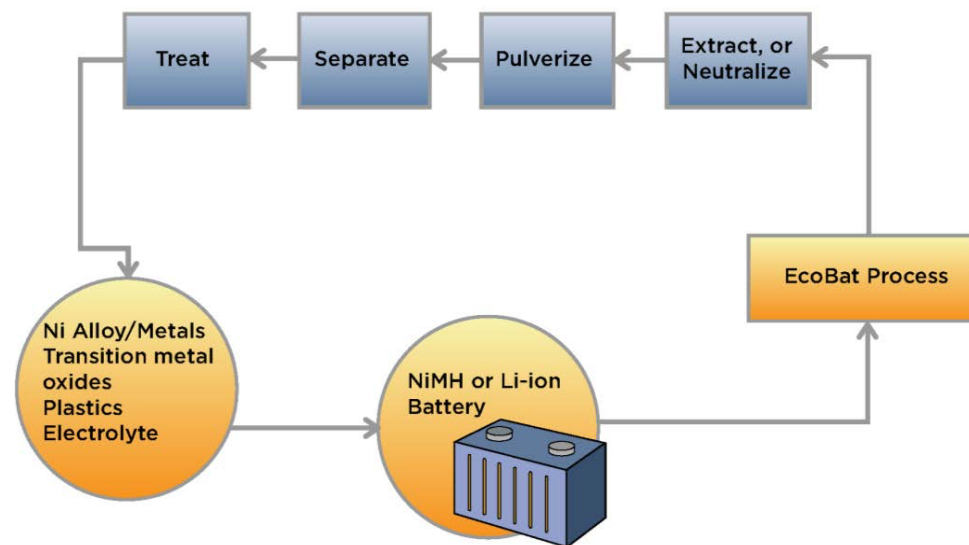 Treat
Separate
Pulverize
Extract, or
Neutralize
EcoBat Process
Ni Alloy/Metals
Transition metal
oxides
Plastics
Electrolyte
NiMH or Li-ion
Battery